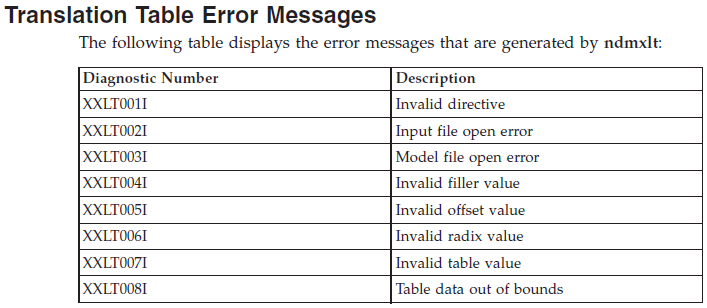 Translation Table Error Messages
The following table displays the error messages that are generated by ndmxlt:
Diagnostic Number Description
XXLT001I Invalid directive
XXLT002I Input file open error
XXLT003I Model file open error
XXLT004I Invalid filler value
XXLT005I Invalid offset value
XXLT006I Invalid radix value
XXLT007I Invalid table value
XXLT008I Table data out of bounds